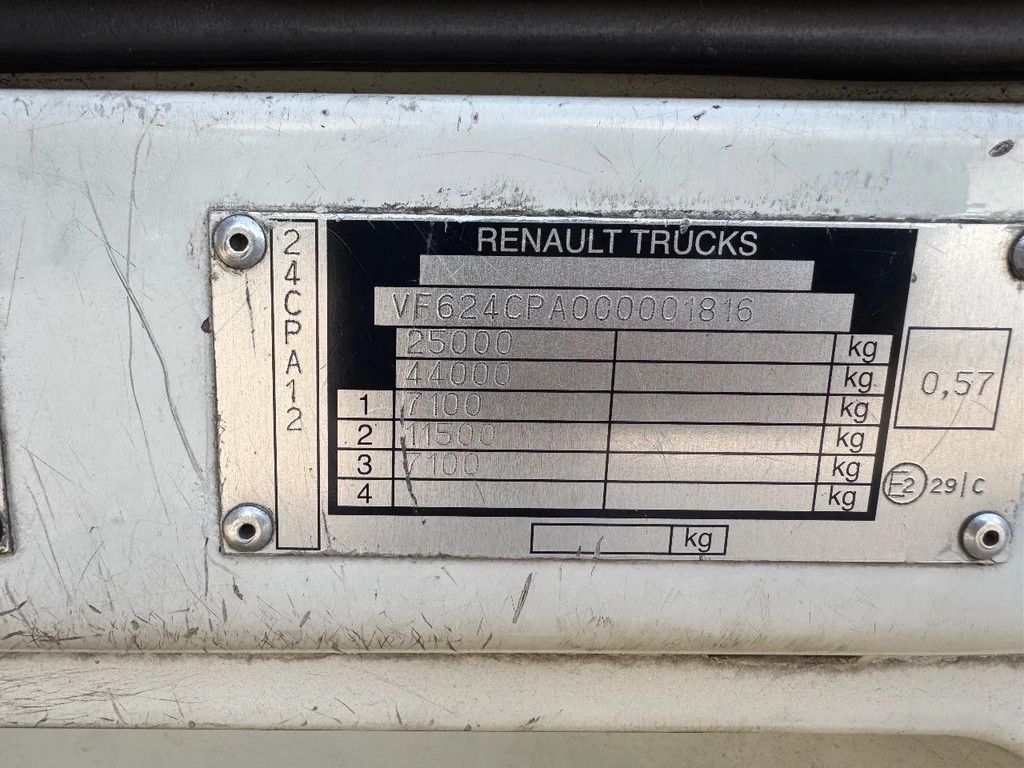 24CPA12
RENAULT TRUCKS
VF624CPA000001816
25000 kg
44000 kg
1 7100 kg
2 11500 kg
3 7100 kg
4 kg
kg
0,57
E2 29/C